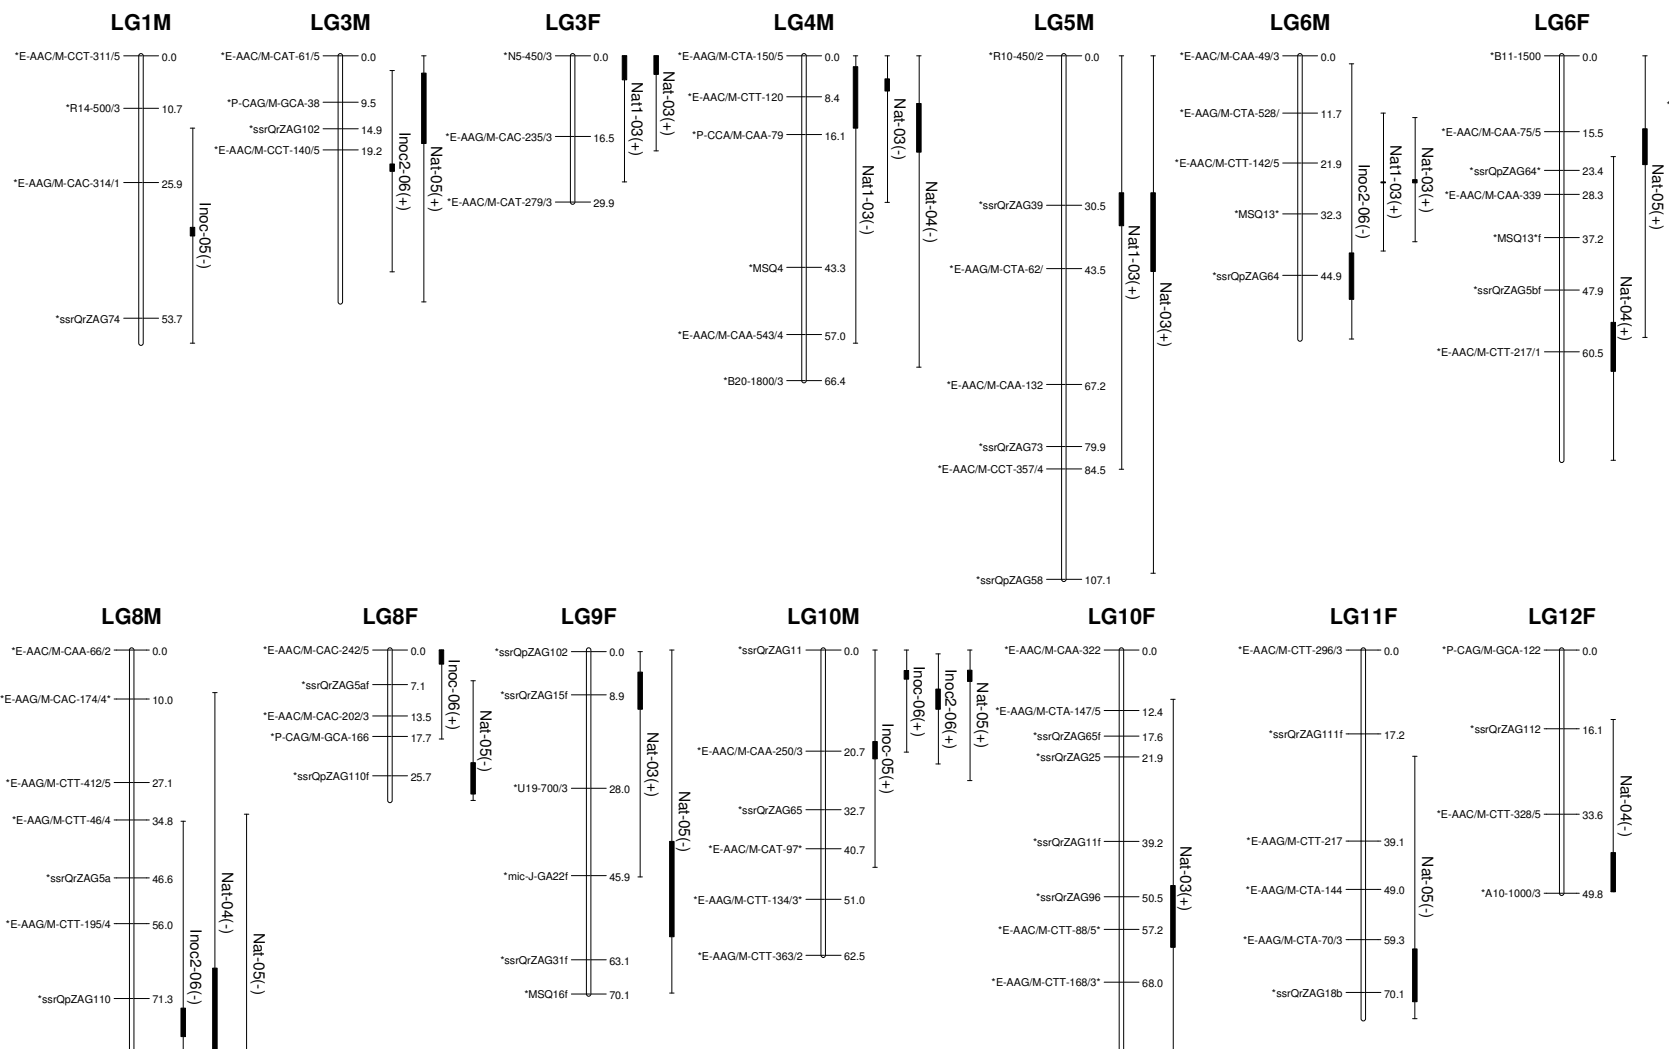 LG1M
*E-AAC/M-CCT-311/5 0.0
*R14-500/3 10.7
*E-AAG/M-CAC-314/1 25.9
*ssrQrZAG74 53.7
Inoc-05(-)
LG3M
*E-AAC/M-CAT-61/5 0.0
*P-CAG/M-GCA-38 9.5
*ssrQrZAG102 14.9
*E-AAC/M-CCT-140/5 19.2
Inoc2-06(+)
Nat-05(+)
LG3F
*N5-450/3 0.0
*E-AAG/M-CAC-235/3 16.5
*E-AAC/M-CAT-279/3 29.9
Nat1-03(+)
Nat-03(+)
LG4M
*E-AAG/M-CTA-150/5 0.0
*E-AAC/M-CTT-120 8.4
*P-CCA/M-CAA-79 16.1
*MSQ4 43.3
*E-AAC/M-CAA-543/4 57.0
*B20-1800/3 66.4
Nat1-03(-)
Nat-03(-)
Nat-04(-)
LG5M
*R10-450/2 0.0
*ssrQrZAG39 30.5
*E-AAG/M-CTA-62/ 43.5
*E-AAC/M-CAA-132 67.2
*ssrQrZAG73 79.9
*E-AAC/M-CCT-357/4 84.5
*ssrQpZAG58 107.1
Nat1-03(+)
Nat-03(+)
LG6M
*E-AAC/M-CAA-49/3 0.0
*E-AAG/M-CTA-528/ 11.7
*E-AAC/M-CTT-142/5 21.9
*MSQ13* 32.3
*ssrQpZAG64 44.9
Inoc2-06(-)
Nat1-03(+)
Nat-03(+)
LG6F
*B11-1500 0.0
*E-AAC/M-CAA-75/5 15.5
*ssrQpZAG64* 23.4
*E-AAC/M-CAA-339 28.3
*MSQ13*f 37.2
*ssrQrZAG5bf 47.9
*E-AAC/M-CTT-217/1 60.5
Nat-04(+)
Nat-05(+)
*
LG8M
*E-AAC/M-CAA-66/2 0.0
*E-AAG/M-CAC-174/4* 10.0
*E-AAG/M-CTT-412/5 27.1
*E-AAG/M-CTT-46/4 34.8
*ssrQrZAG5a 46.6
*E-AAG/M-CTT-195/4 56.0
*ssrQpZAG110 71.3
Inoc2-06(-)
Nat-04(-)
Nat-05(-)
LG8F
*E-AAC/M-CAC-242/5 0.0
*ssrQrZAG5af 7.1
*E-AAC/M-CAC-202/3 13.5
*P-CAG/M-GCA-166 17.7
*ssrQpZAG110f 25.7
Inoc-06(+)
Nat-05(-)
LG9F
*ssrQpZAG102 0.0
*ssrQrZAG15f 8.9
*U19-700/3 28.0
*mic-J-GA22f 45.9
*ssrQrZAG31f 63.1
*MSQ16f 70.1
Nat-03(+)
Nat-05(-)
LG10M
*ssrQrZAG11 0.0
*E-AAC/M-CAA-250/3 20.7
*ssrQrZAG65 32.7
*E-AAC/M-CAT-97* 40.7
*E-AAG/M-CTT-134/3* 51.0
*E-AAG/M-CTT-363/2 62.5
Inoc-05(+)
Inoc-06(+)
Inoc2-06(+)
Nat-05(+)
LG10F
*E-AAC/M-CAA-322 0.0
*E-AAG/M-CTA-147/5 12.4
*ssrQrZAG65f 17.6
*ssrQrZAG25 21.9
*ssrQrZAG11f 39.2
*ssrQrZAG96 50.5
*E-AAC/M-CTT-88/5* 57.2
*E-AAG/M-CTT-168/3* 68.0
Nat-03(+)
LG11F
*E-AAC/M-CTT-296/3 0.0
*ssrQrZAG111f 17.2
*E-AAG/M-CTT-217 39.1
*E-AAG/M-CTA-144 49.0
*E-AAG/M-CTA-70/3 59.3
*ssrQrZAG18b 70.1
Nat-05(-)
LG12F
*P-CAG/M-GCA-122 0.0
*ssrQrZAG112 16.1
*E-AAC/M-CTT-328/5 33.6
*A10-1000/3 49.8
Nat-04(-)